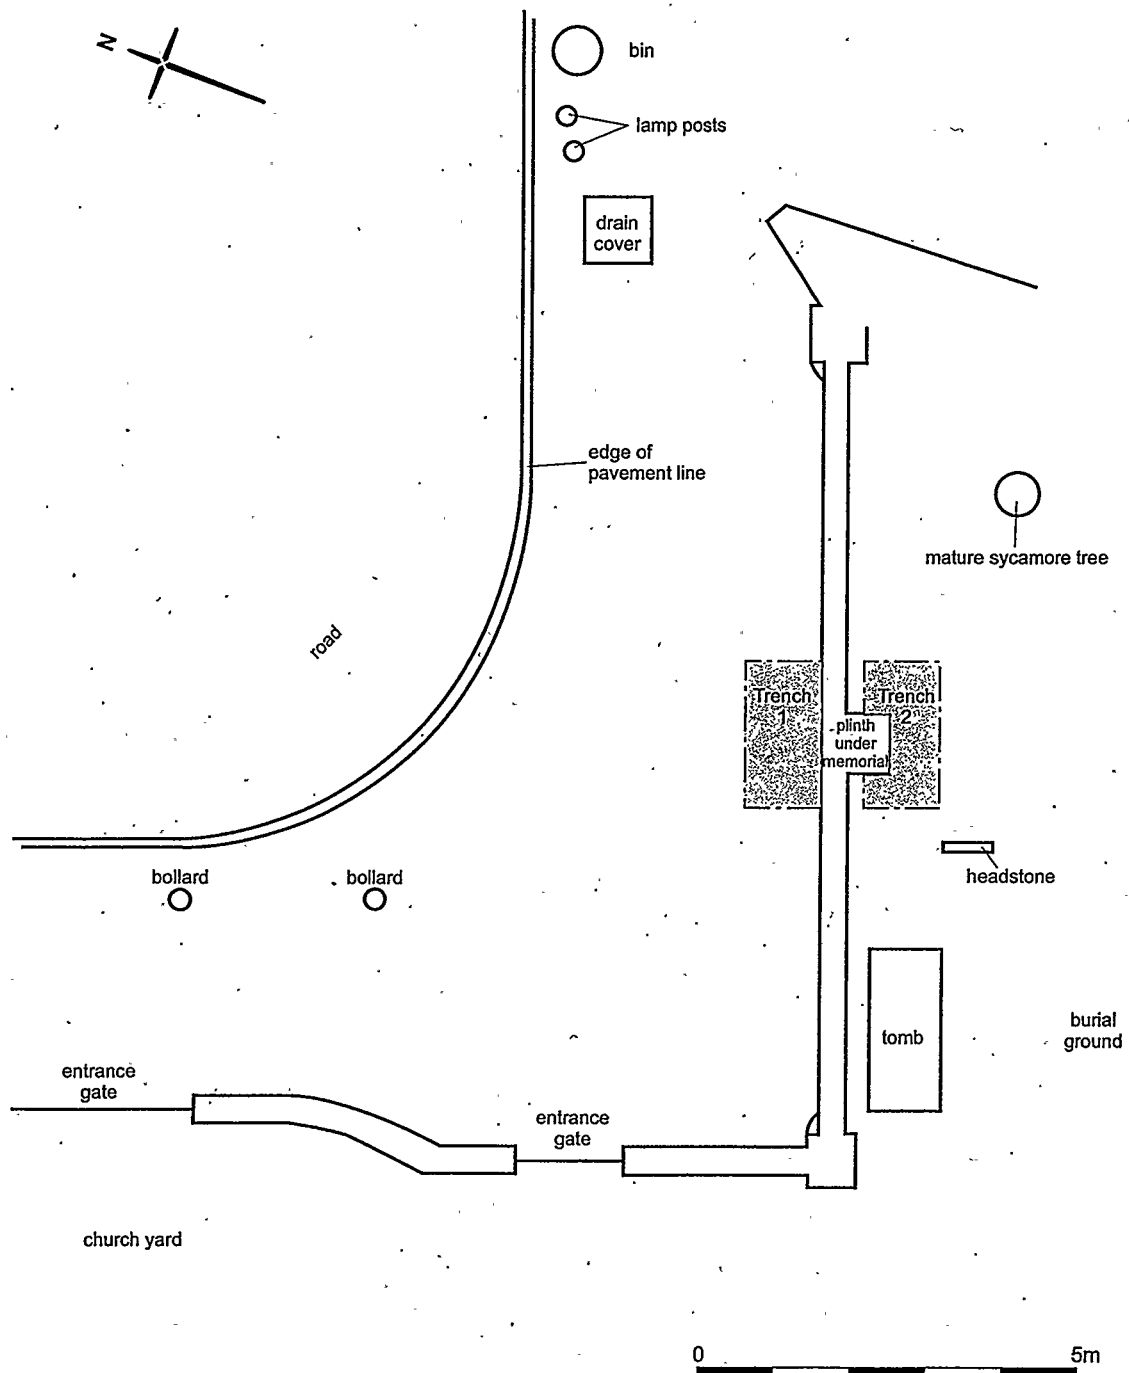 N
bin
lamp posts
drain
cover
edge of
pavement line
mature sycamore tree
road
Trench
1
Trench
2
plinth
under
memorial
bollard
bollard
headstone
tomb
burial
ground
entrance
gate
entrance
gate
church yard
0
5m